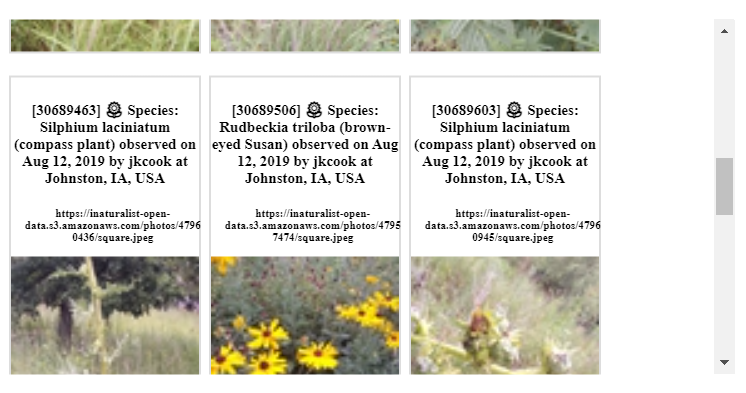 [30689463] Species:
Silphium laciniatum
(compass plant) observed on
Aug 12, 2019 by jkcook at
Johnston, IA, USA
https://inaturalist-open-
data.s3.amazonaws.com/photos/4796
0436/square.jpeg
[30689506] Species:
Rudbeckia triloba (brown-
eyed Susan) observed on Aug
12, 2019 by jkcook at
Johnston, IA, USA
https://inaturalist-open-
data.s3.amazonaws.com/photos/4795
7474/square.jpeg
[30689603] Species:
Silphium laciniatum
(compass plant) observed on
Aug 12, 2019 by jkcook at
Johnston, IA, USA
https://inaturalist-open-
data.s3.amazonaws.com/photos/4796
0945/square.jpeg